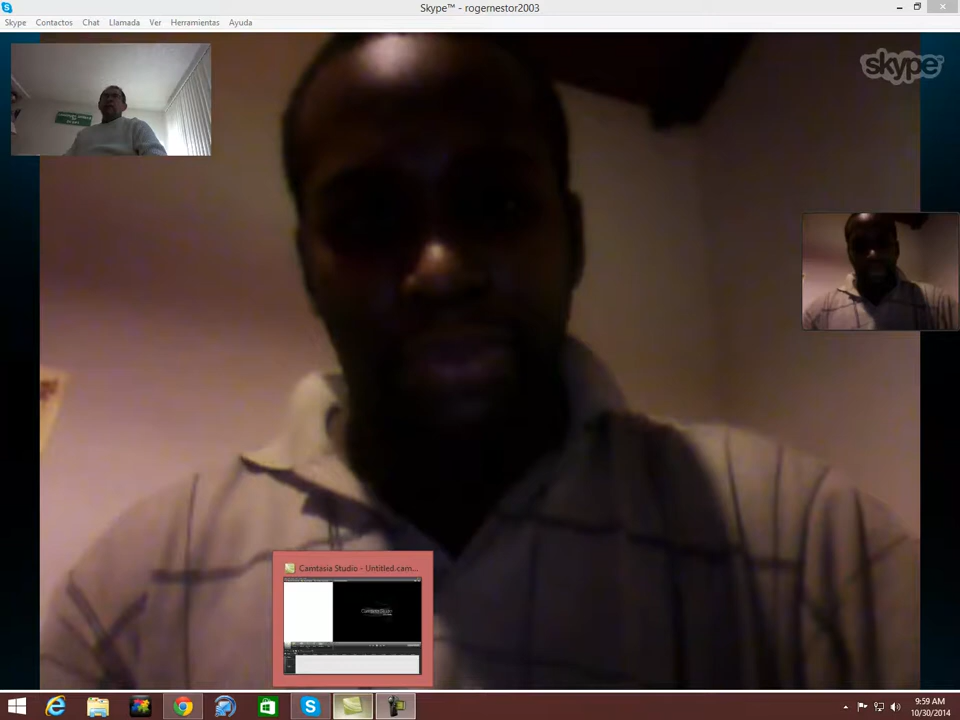 Skype™ - rogernestor2003
Skype Contactos Chat Llamada Ver Herramientas Ayuda
skype
Camtasia Studio - Untitled.cam...
9:59 AM
10/30/2014